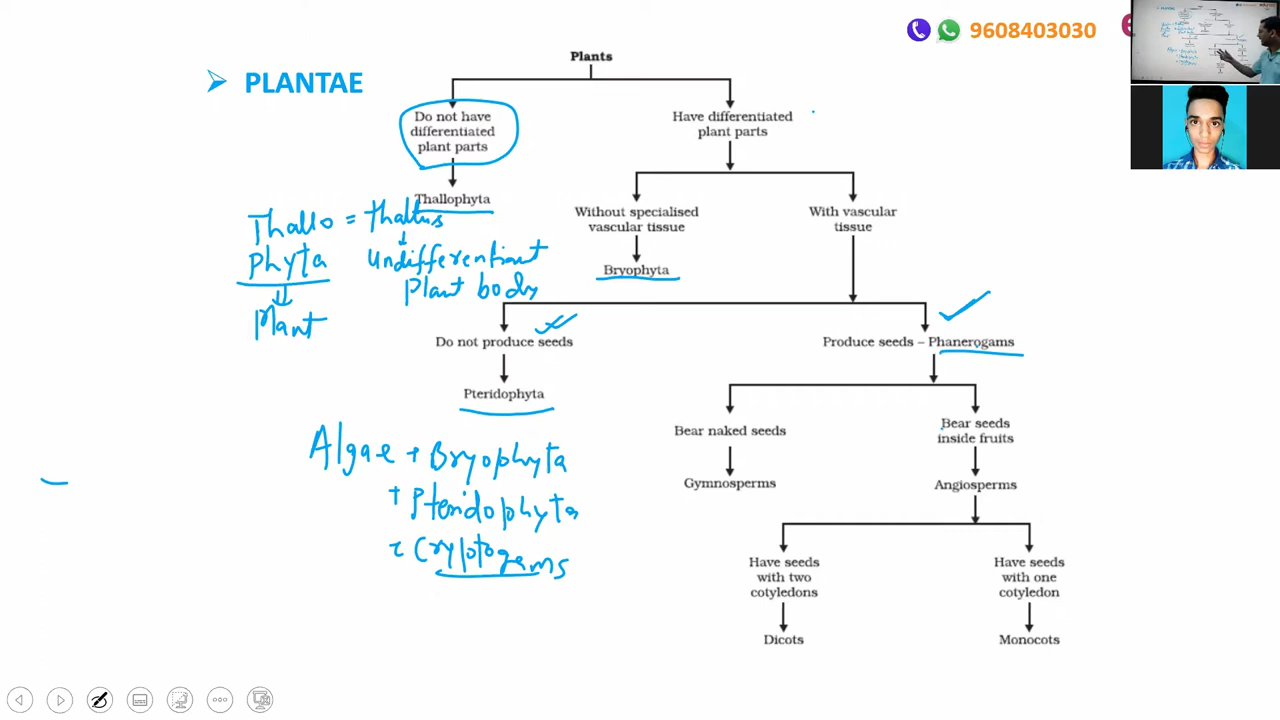 9608403030
PLANTAE
Plants
Do not have
differentiated
plant parts
Have differentiated
plant parts
Thallophyta
Without specialised
vascular tissue
With vascular
tissue
Thallo = thallus
Phyta
undifferentiant
Plant body
Plant
Bryophyta
Do not produce seeds
Produce seeds – Phanerogams
Pteridophyta
Algae + Bryophyta
+ Pteridophyta
= Cryptogams
Bear naked seeds
Bear seeds
inside fruits
Gymnosperms
Angiosperms
Have seeds
with two
cotyledons
Have seeds
with one
cotyledon
Dicots
Monocots